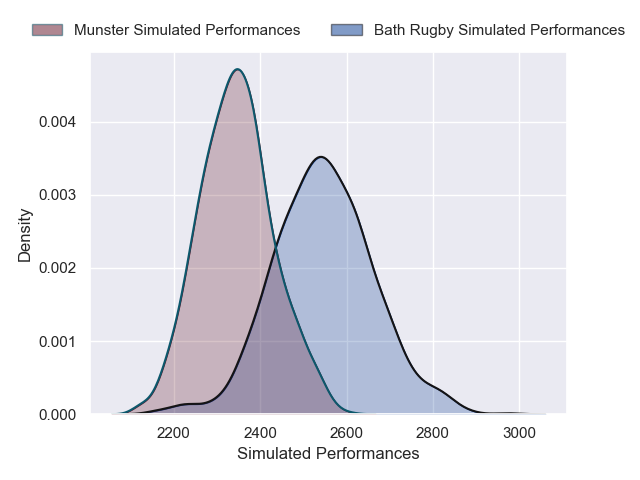 Munster Simulated Performances
Bath Rugby Simulated Performances
Density
0.004
0.003
0.002
0.001
0.000
2200 2400 2600 2800 3000
Simulated Performances